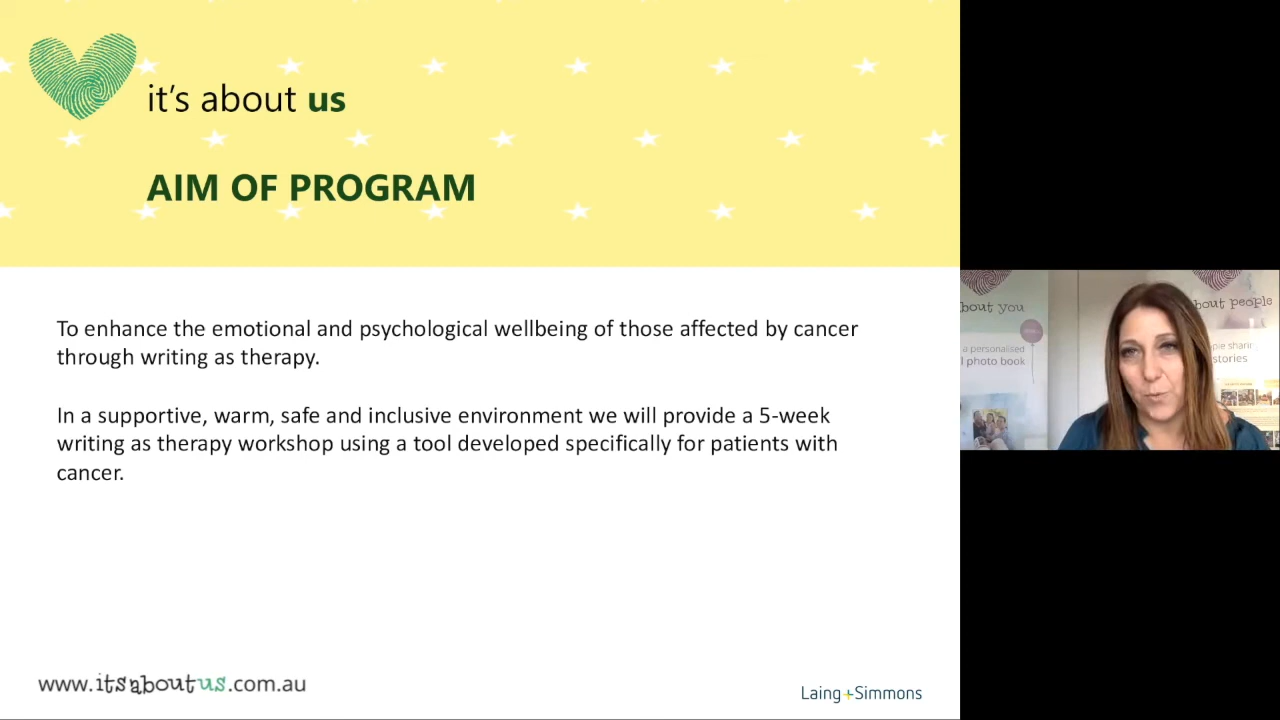 it's about us
AIM OF PROGRAM
To enhance the emotional and psychological wellbeing of those affected by cancer
through writing as therapy.
In a supportive, warm, safe and inclusive environment we will provide a 5-week
writing as therapy workshop using a tool developed specifically for patients with
cancer.
www.itsaboutus.com.au
Laing+Simmons
bout you
a personalised
l photo book
bout people
ple sharin
stories